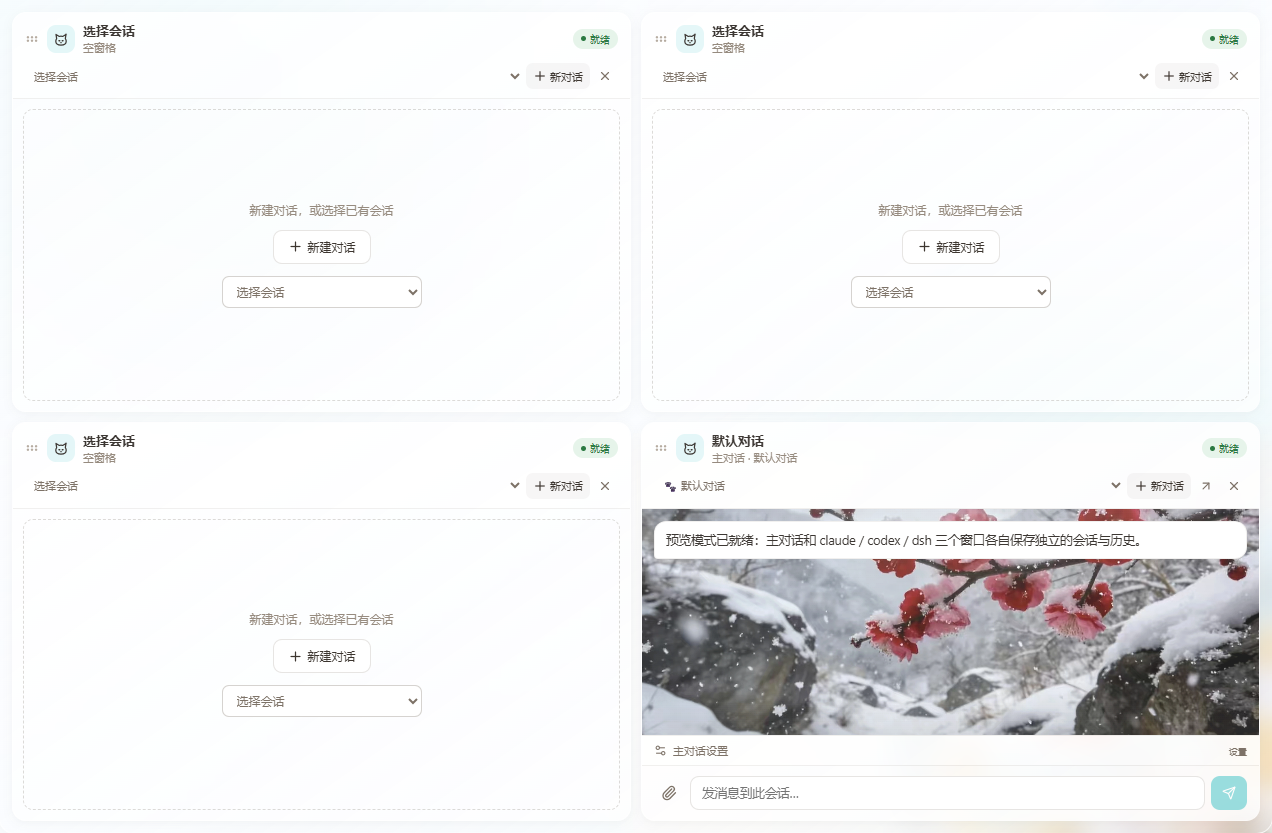 选择会话
空窗格
就绪
选择会话
新对话
新建对话，或选择已有会话
新建对话
选择会话
选择会话
空窗格
就绪
选择会话
新对话
新建对话，或选择已有会话
新建对话
选择会话
选择会话
空窗格
就绪
选择会话
新对话
新建对话，或选择已有会话
新建对话
选择会话
默认对话
主对话 · 默认对话
就绪
默认对话
新对话
预览模式已就绪：主对话和 claude / codex / dsh 三个窗口各自保存独立的会话与历史。
主对话设置
设置
发消息到此会话...